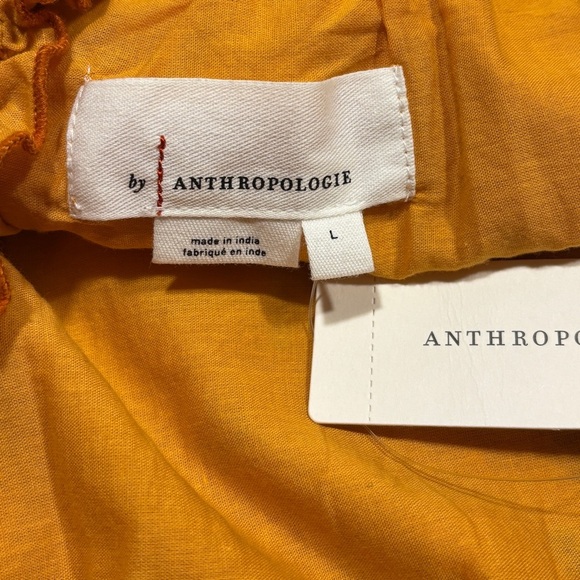 by ANTHROPOLOGIE
made in india
fabriqué en inde
L
ANTHROPO